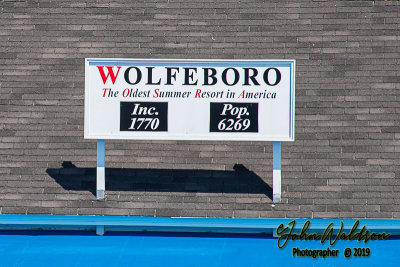 WOLFEBORO
The Oldest Summer Resort in America
Inc. Pop.
1770 6269
John Waldron
Photographer © 2019